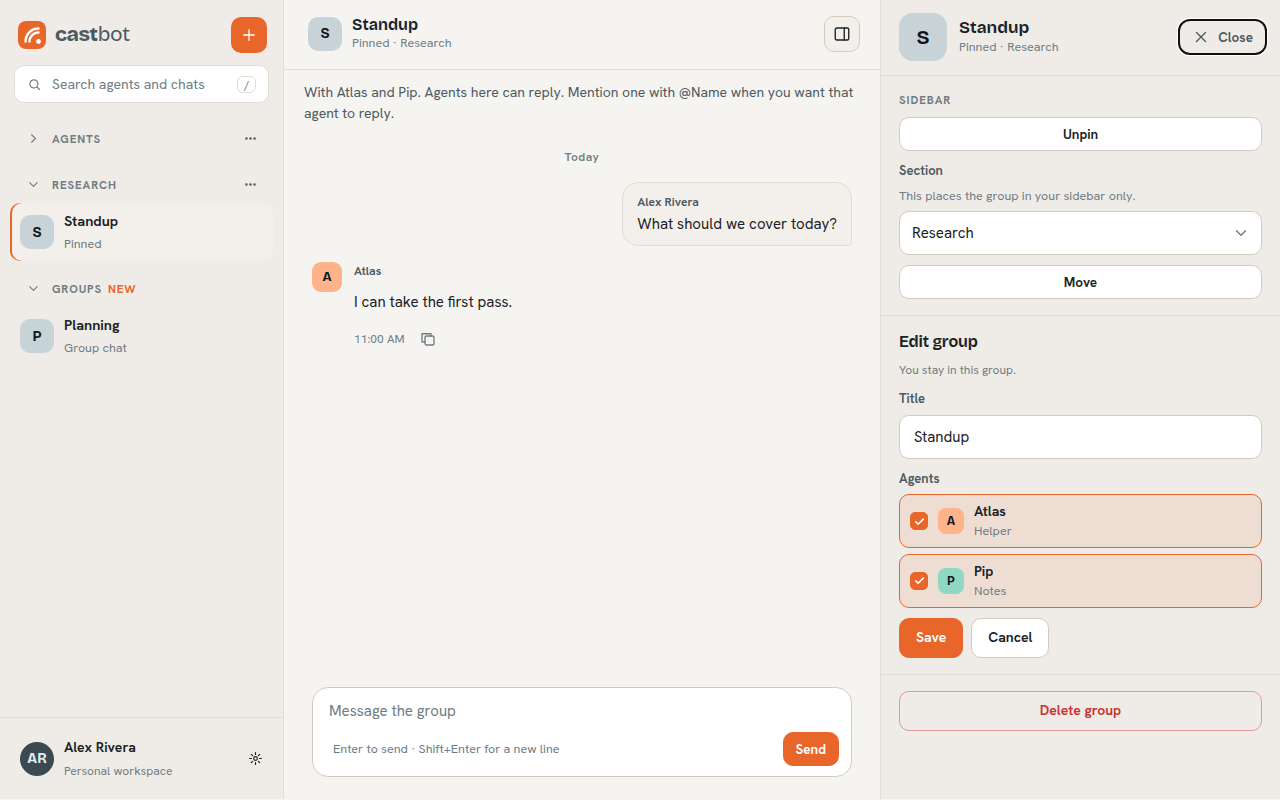 castbot
Search agents and chats /
AGENTS
RESEARCH
S Standup
Pinned
GROUPS NEW
P Planning
Group chat
AR Alex Rivera
Personal workspace
S Standup
Pinned · Research
With Atlas and Pip. Agents here can reply. Mention one with @Name when you want that
agent to reply.
Today
Alex Rivera
What should we cover today?
A Atlas
I can take the first pass.
11:00 AM
Message the group
Enter to send · Shift+Enter for a new line
Send
S Standup
Pinned · Research
Close
SIDEBAR
Unpin
Section
This places the group in your sidebar only.
Research
Move
Edit group
You stay in this group.
Title
Standup
Agents
A Atlas
Helper
P Pip
Notes
Save Cancel
Delete group